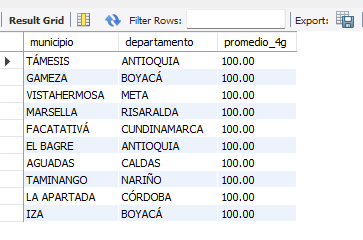 Result Grid Filter Rows: Export:
municipio departamento promedio_4g
TÁMESIS ANTIOQUIA 100.00
GAMEZA BOYACÁ 100.00
VISTAHERMOSA META 100.00
MARSELLA RISARALDA 100.00
FACATATIVÁ CUNDINAMARCA 100.00
EL BAGRE ANTIOQUIA 100.00
AGUADAS CALDAS 100.00
TAMINANGO NARIÑO 100.00
LA APARTADA CÓRDOBA 100.00
IZA BOYACÁ 100.00